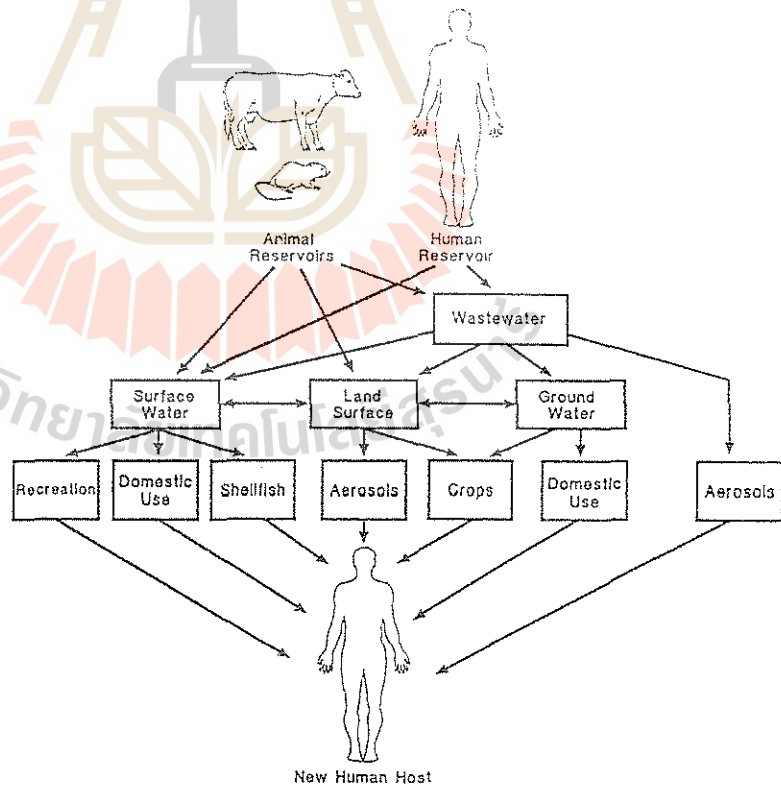 Animal
Reservoirs
Human
Reservoir
Wastewater
Surface
Water
Land
Surface
Ground
Water
Recreation
Domestic
Use
Shellfish
Aerosols
Crops
Domestic
Use
Aerosols
New Human Host